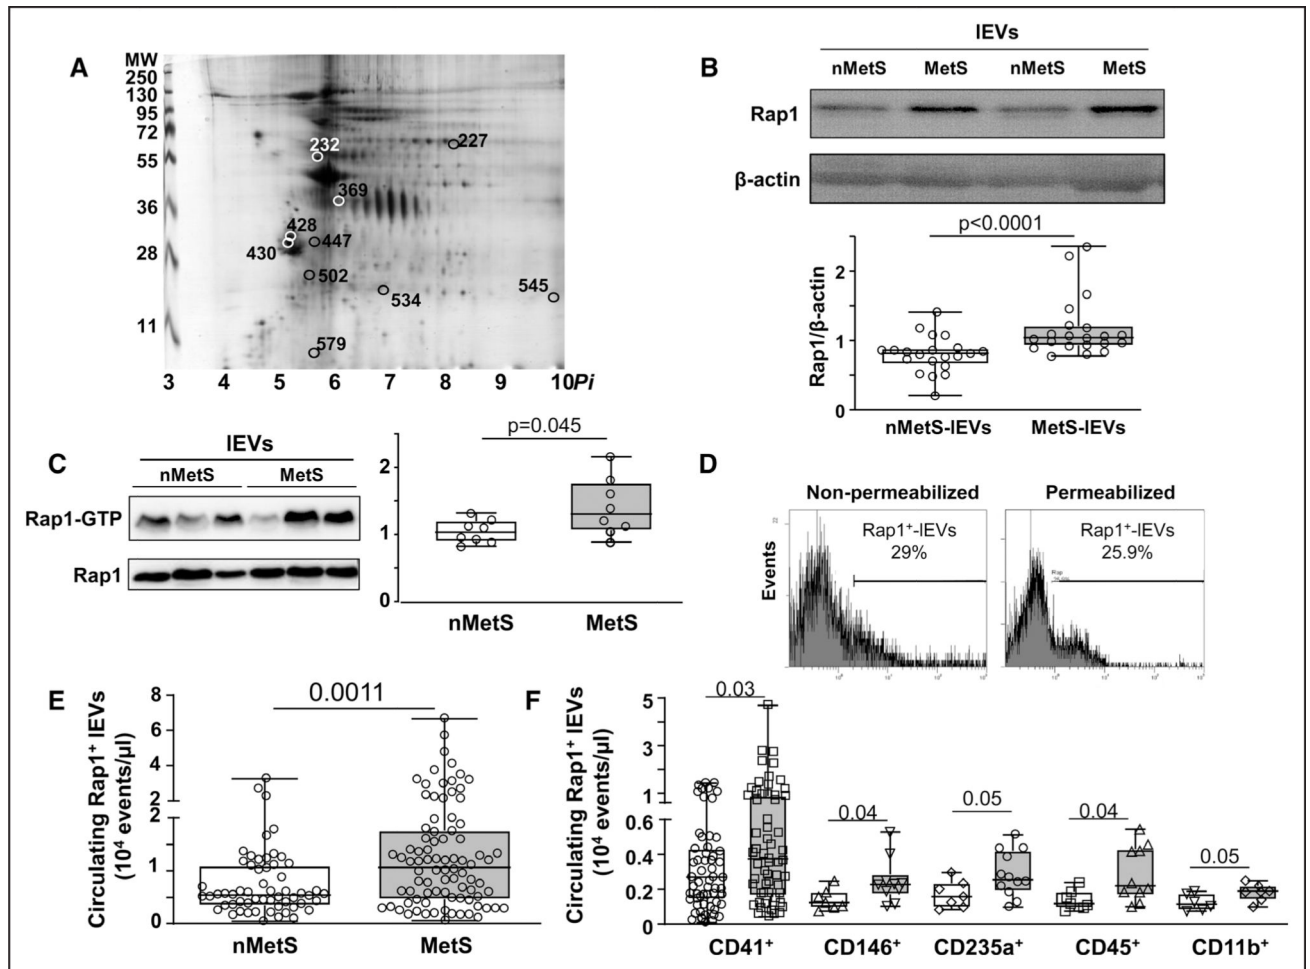 A
MW
250
130
95
72
55
36
28
11
232
227
369
428
430
447
502
534
545
579
3 4 5 6 7 8 9 10Pi
B
lEVs
nMetS MetS nMetS MetS
Rap1
β-actin
p<0.0001
Rap1/β-actin
2
1
0
nMetS-lEVs MetS-lEVs
C
lEVs
nMetS MetS
Rap1-GTP
Rap1
p=0.045
2
1
0
nMetS MetS
D
Non-permeabilized Permeabilized
Rap1⁺-lEVs
29%
Rap1⁺-lEVs
25.9%
Events
E
0.0011
Circulating Rap1⁺ lEVs
(10⁴ events/µl)
8
6
4
2
2
1
0
nMetS MetS
F
Circulating Rap1⁺ lEVs
(10⁴ events/µl)
5
3
1
0.6
0.4
0.2
0
0.03
0.04
0.05
0.04
0.05
CD41⁺ CD146⁺ CD235a⁺ CD45⁺ CD11b⁺